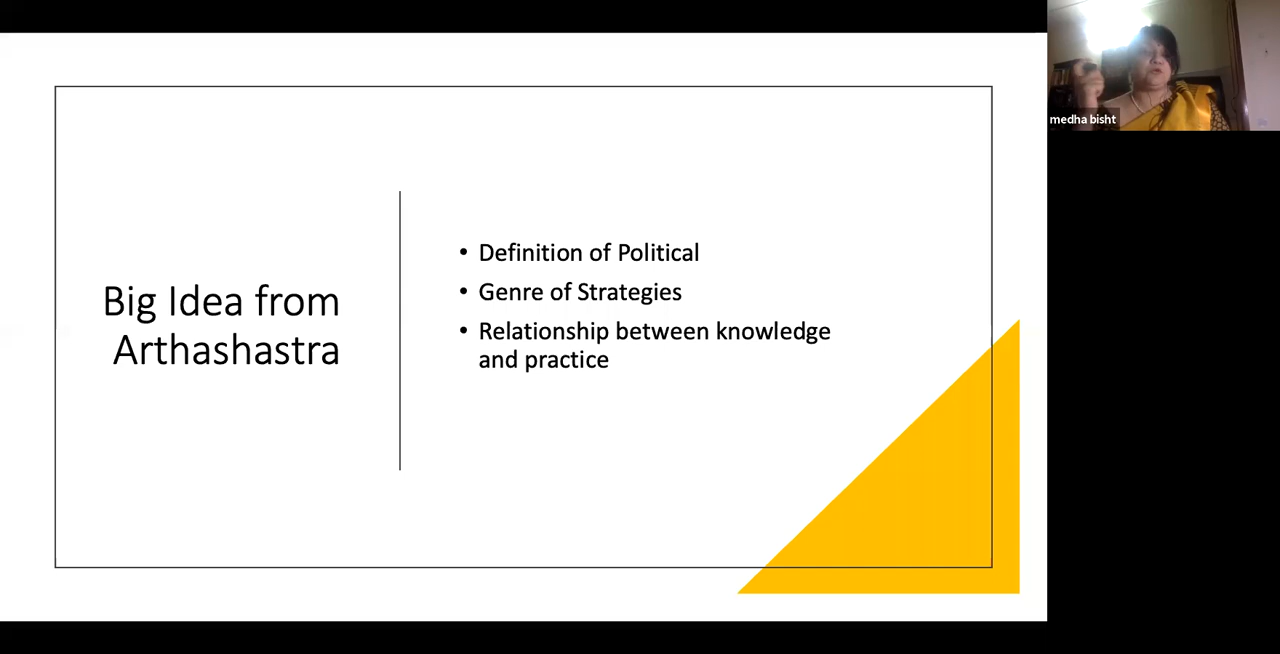 Big Idea from
Arthashastra
• Definition of Political
• Genre of Strategies
• Relationship between knowledge
and practice
medha bisht